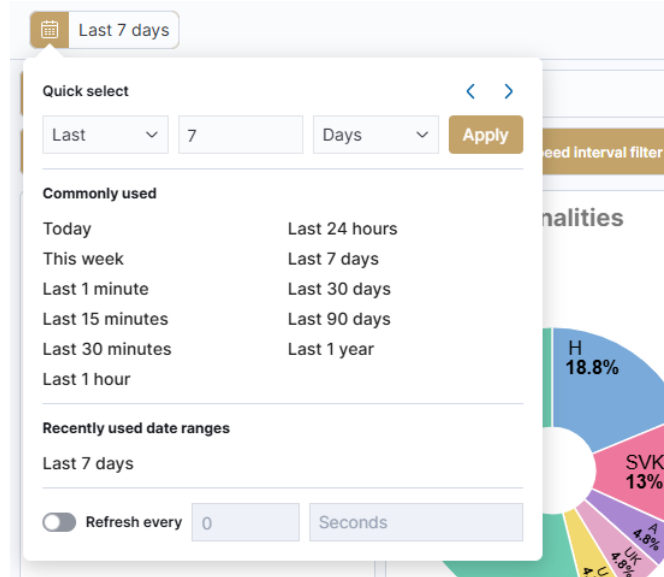 Last 7 days
Quick select
Last 7 Days Apply
eed interval filter
Commonly used
nalities
Today Last 24 hours
This week Last 7 days
Last 1 minute Last 30 days
Last 15 minutes Last 90 days
Last 30 minutes Last 1 year
Last 1 hour
H
18.8%
Recently used date ranges
Last 7 days
SVK
13%
Refresh every 0 Seconds
A
4.8%
UK
4.8%
U
4.